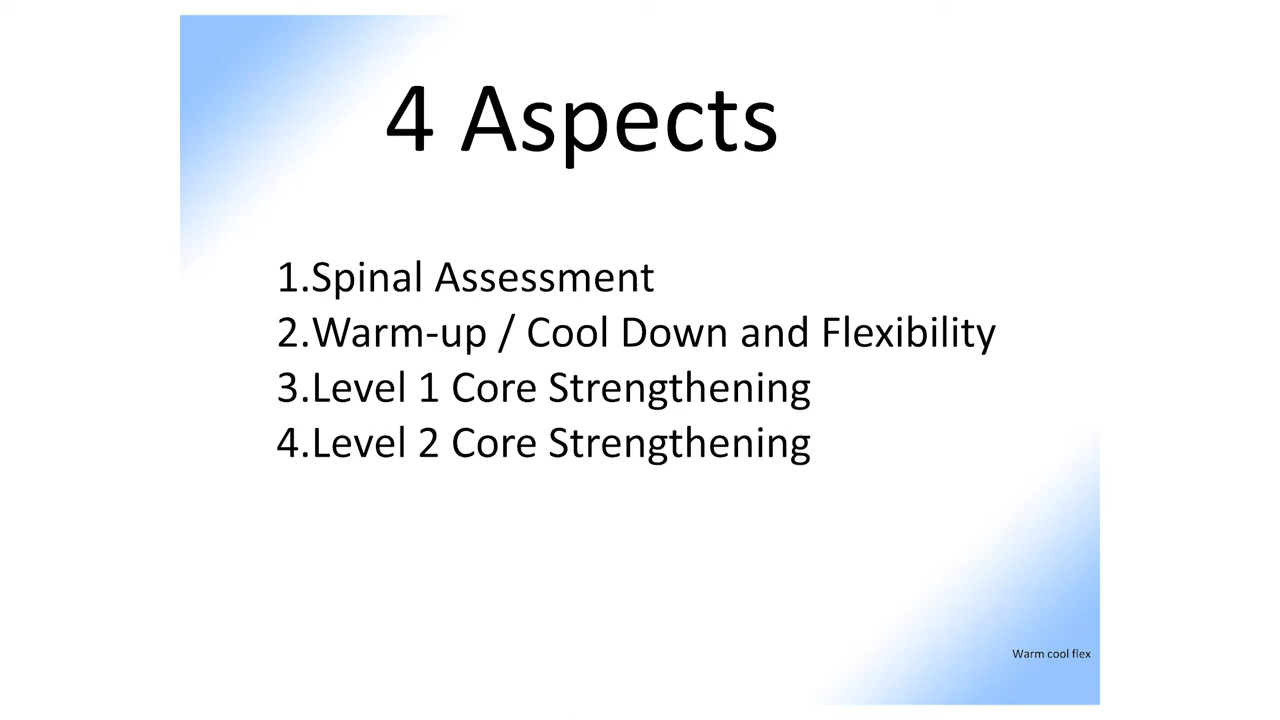 4 Aspects
1.Spinal Assessment
2.Warm-up / Cool Down and Flexibility
3.Level 1 Core Strengthening
4.Level 2 Core Strengthening
Warm cool flex